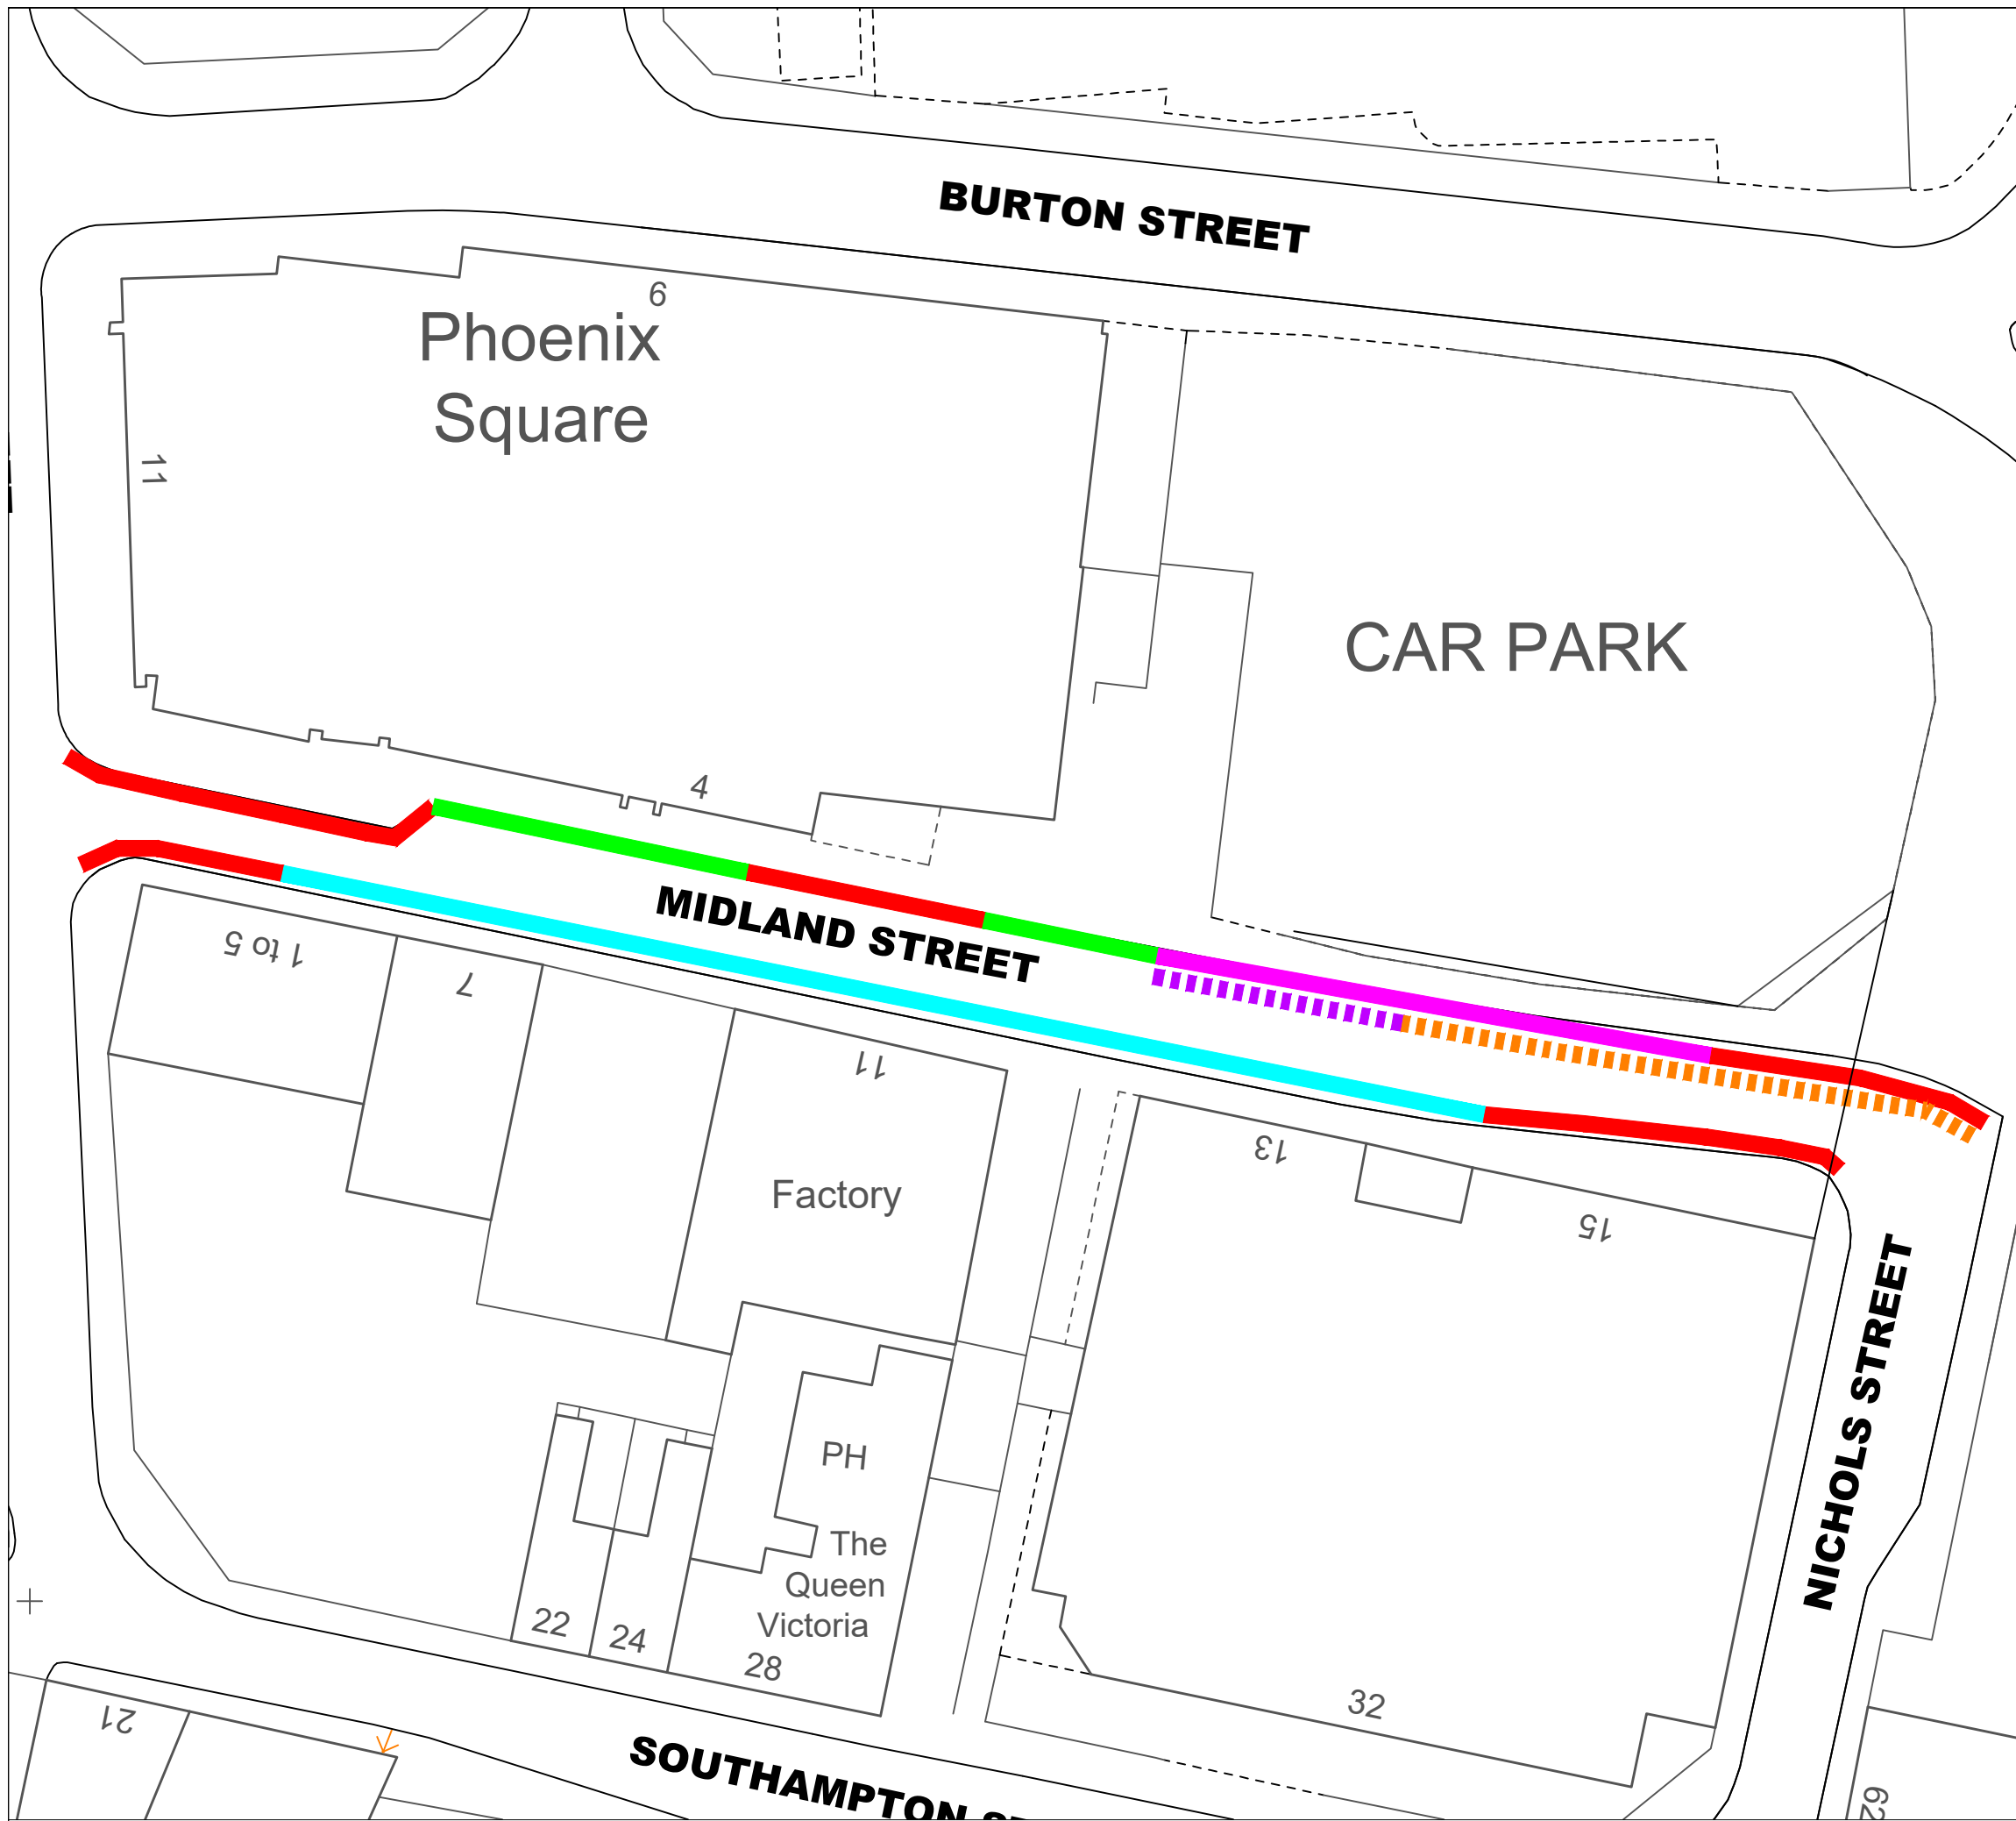 BURTON STREET
6
Phoenix
Square
11
CAR PARK
4
MIDLAND STREET
1 to 5
7
11
13
Factory
15
NICHOLS STREET
PH
The
Queen
Victoria
22
24
28
32
21
SOUTHAMPTON
62